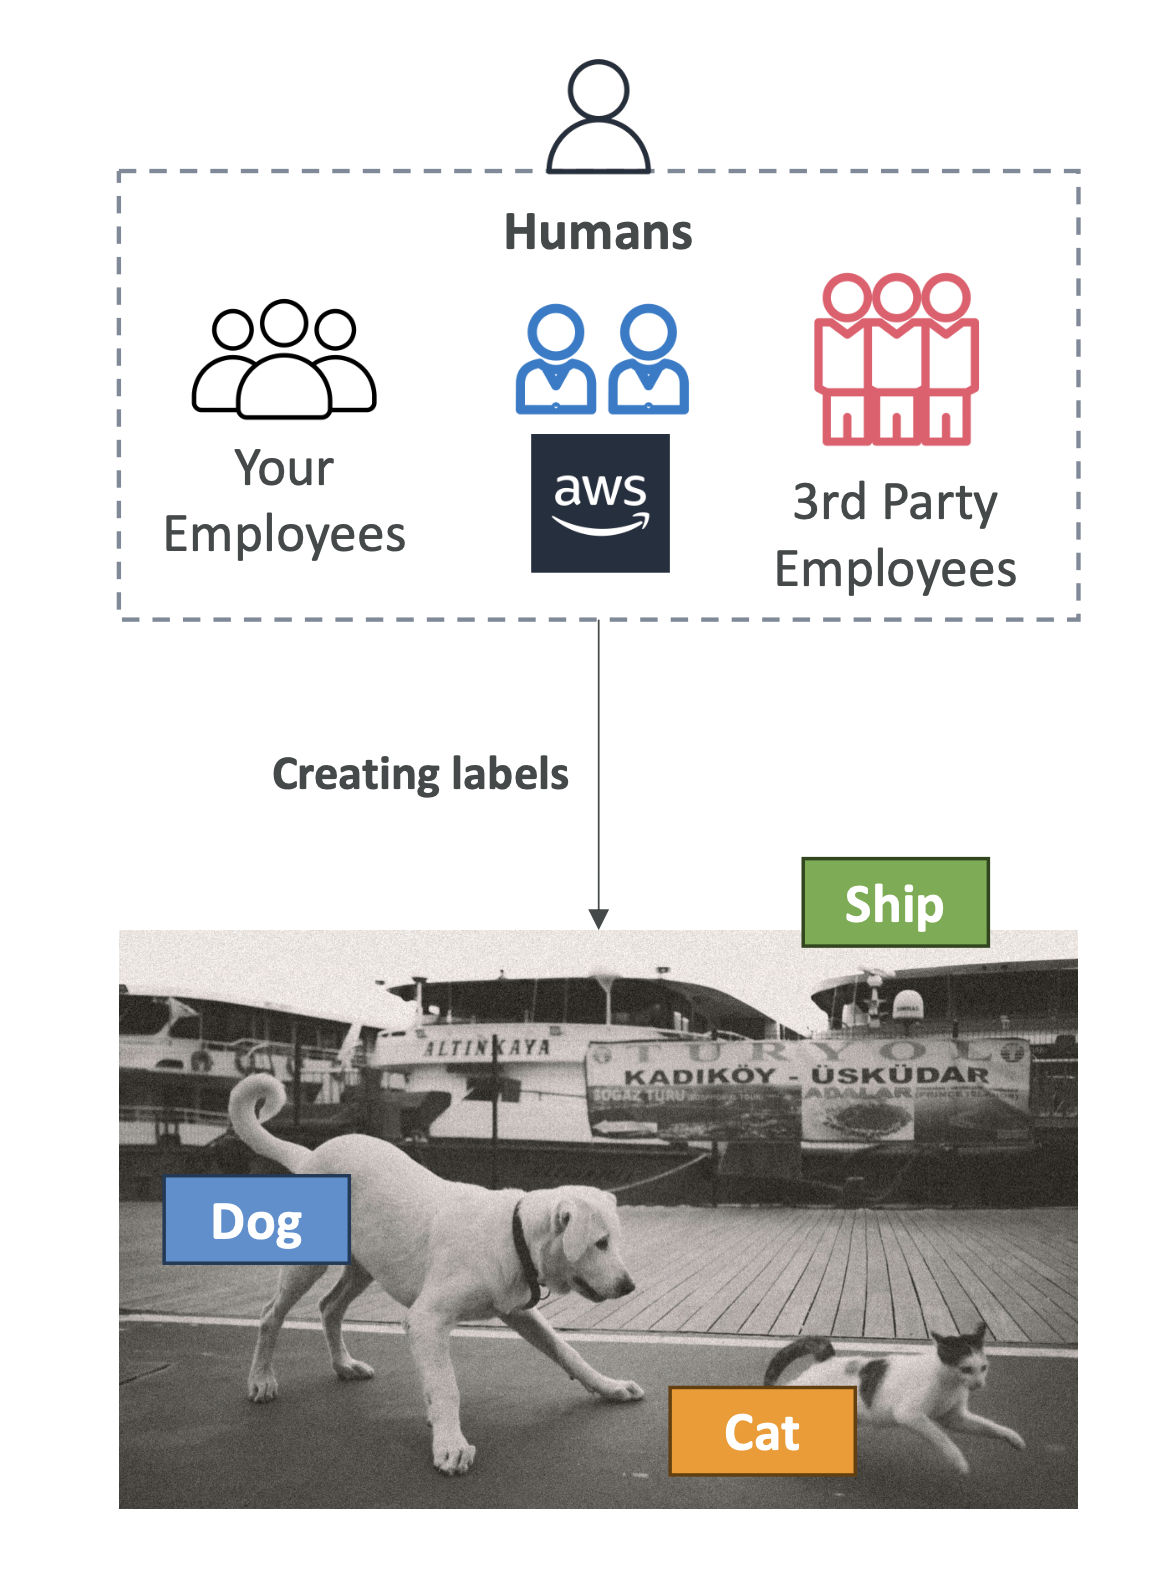 Humans
Your
Employees
aws
3rd Party
Employees
Creating labels
Ship
ALTINKAYA
TURYOL
KADIKÖY - ÜSKÜDAR
BOĞAZ TURU
ADALAR
Dog
Cat